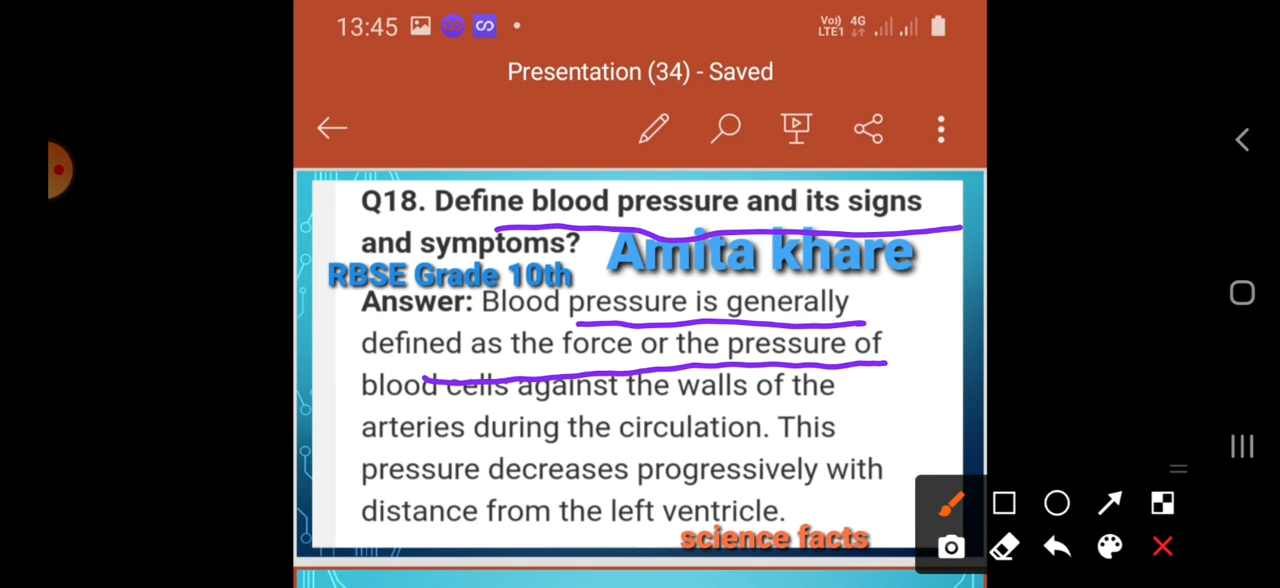 13:45
Vo)) 4G
LTE1
Presentation (34) - Saved
Q18. Define blood pressure and its signs
and symptoms?
Amita khare
RBSE Grade 10th
Answer: Blood pressure is generally
defined as the force or the pressure of
blood cells against the walls of the
arteries during the circulation. This
pressure decreases progressively with
distance from the left ventricle.
science facts